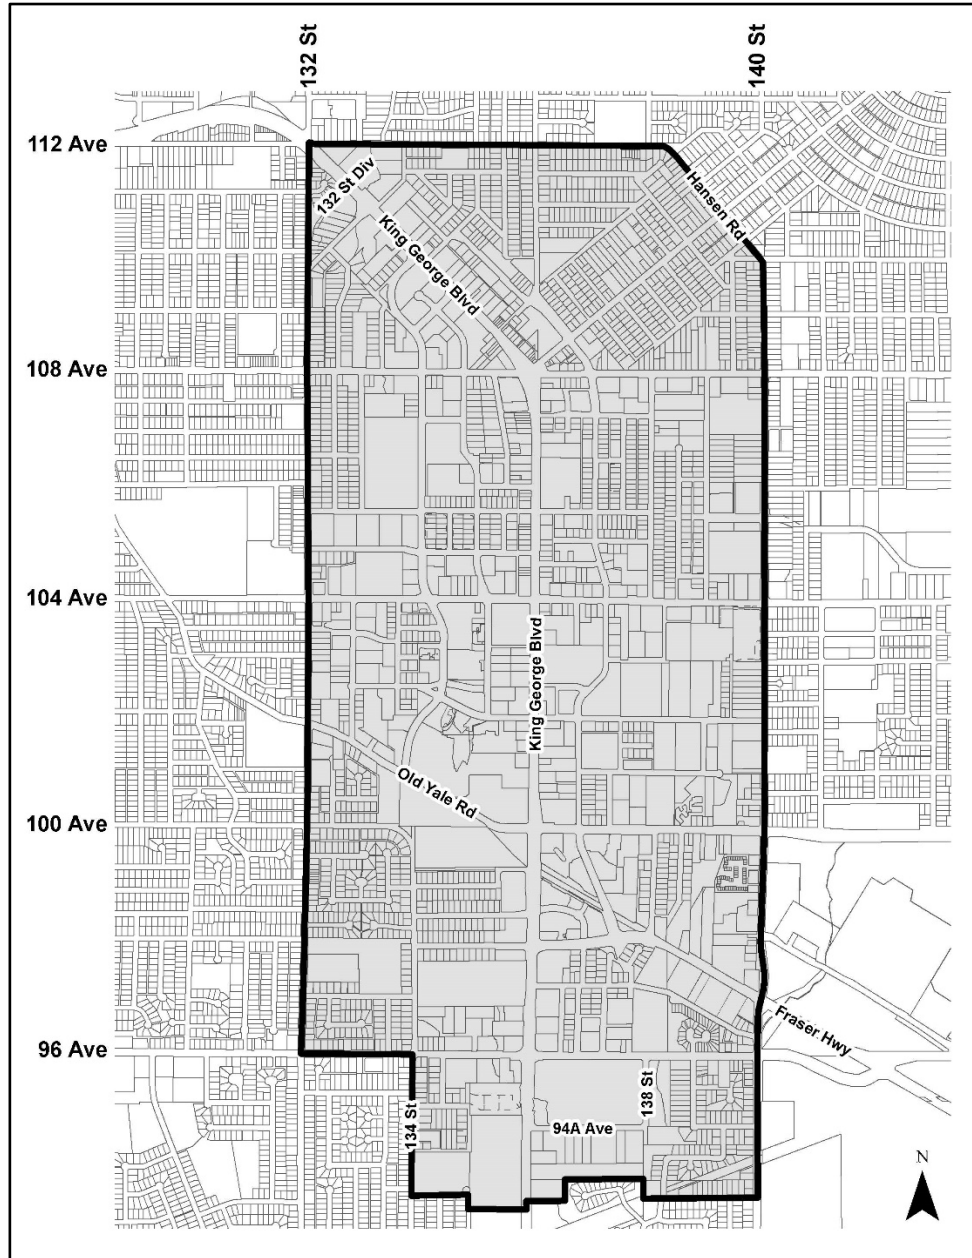 132 St
140 St
112 Ave
132 St Div
Hansen Rd
King George Blvd
108 Ave
104 Ave
King George Blvd
Old Yale Rd
100 Ave
Fraser Hwy
96 Ave
134 St
138 St
94A Ave
N